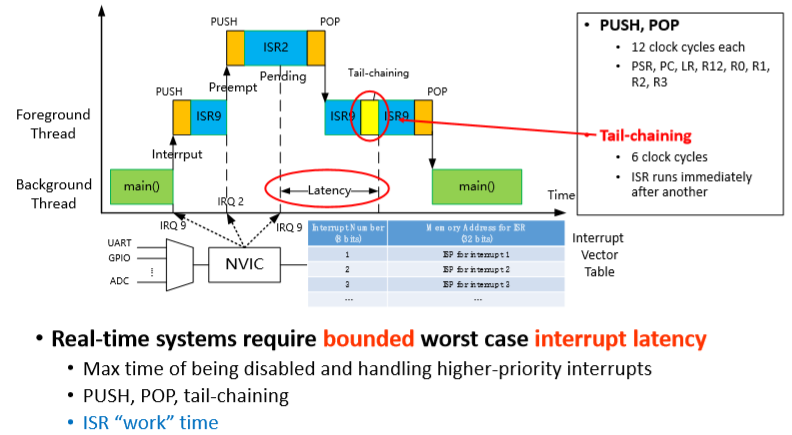 PUSH
POP
ISR2
Pending
Preempt
Tail-chaining
PUSH
POP
Foreground
Thread
ISR9
ISR9
ISR9
Interrput
Background
Thread
main()
Latency
main()
Time
IRQ 9
IRQ 2
IRQ 9
UART
GPIO
⋮
ADC
NVIC
Interrupt Number
(8 bits)
Memory Address for ISR
(32 bits)
1
ISP for interrupt 1
2
ISP for interrupt 2
3
ISP for interrupt 3
...
...
Interrupt
Vector
Table
• PUSH, POP
• 12 clock cycles each
• PSR, PC, LR, R12, R0, R1,
R2, R3
• Tail-chaining
• 6 clock cycles
• ISR runs immediately
after another
• Real-time systems require bounded worst case interrupt latency
• Max time of being disabled and handling higher-priority interrupts
• PUSH, POP, tail-chaining
• ISR “work” time